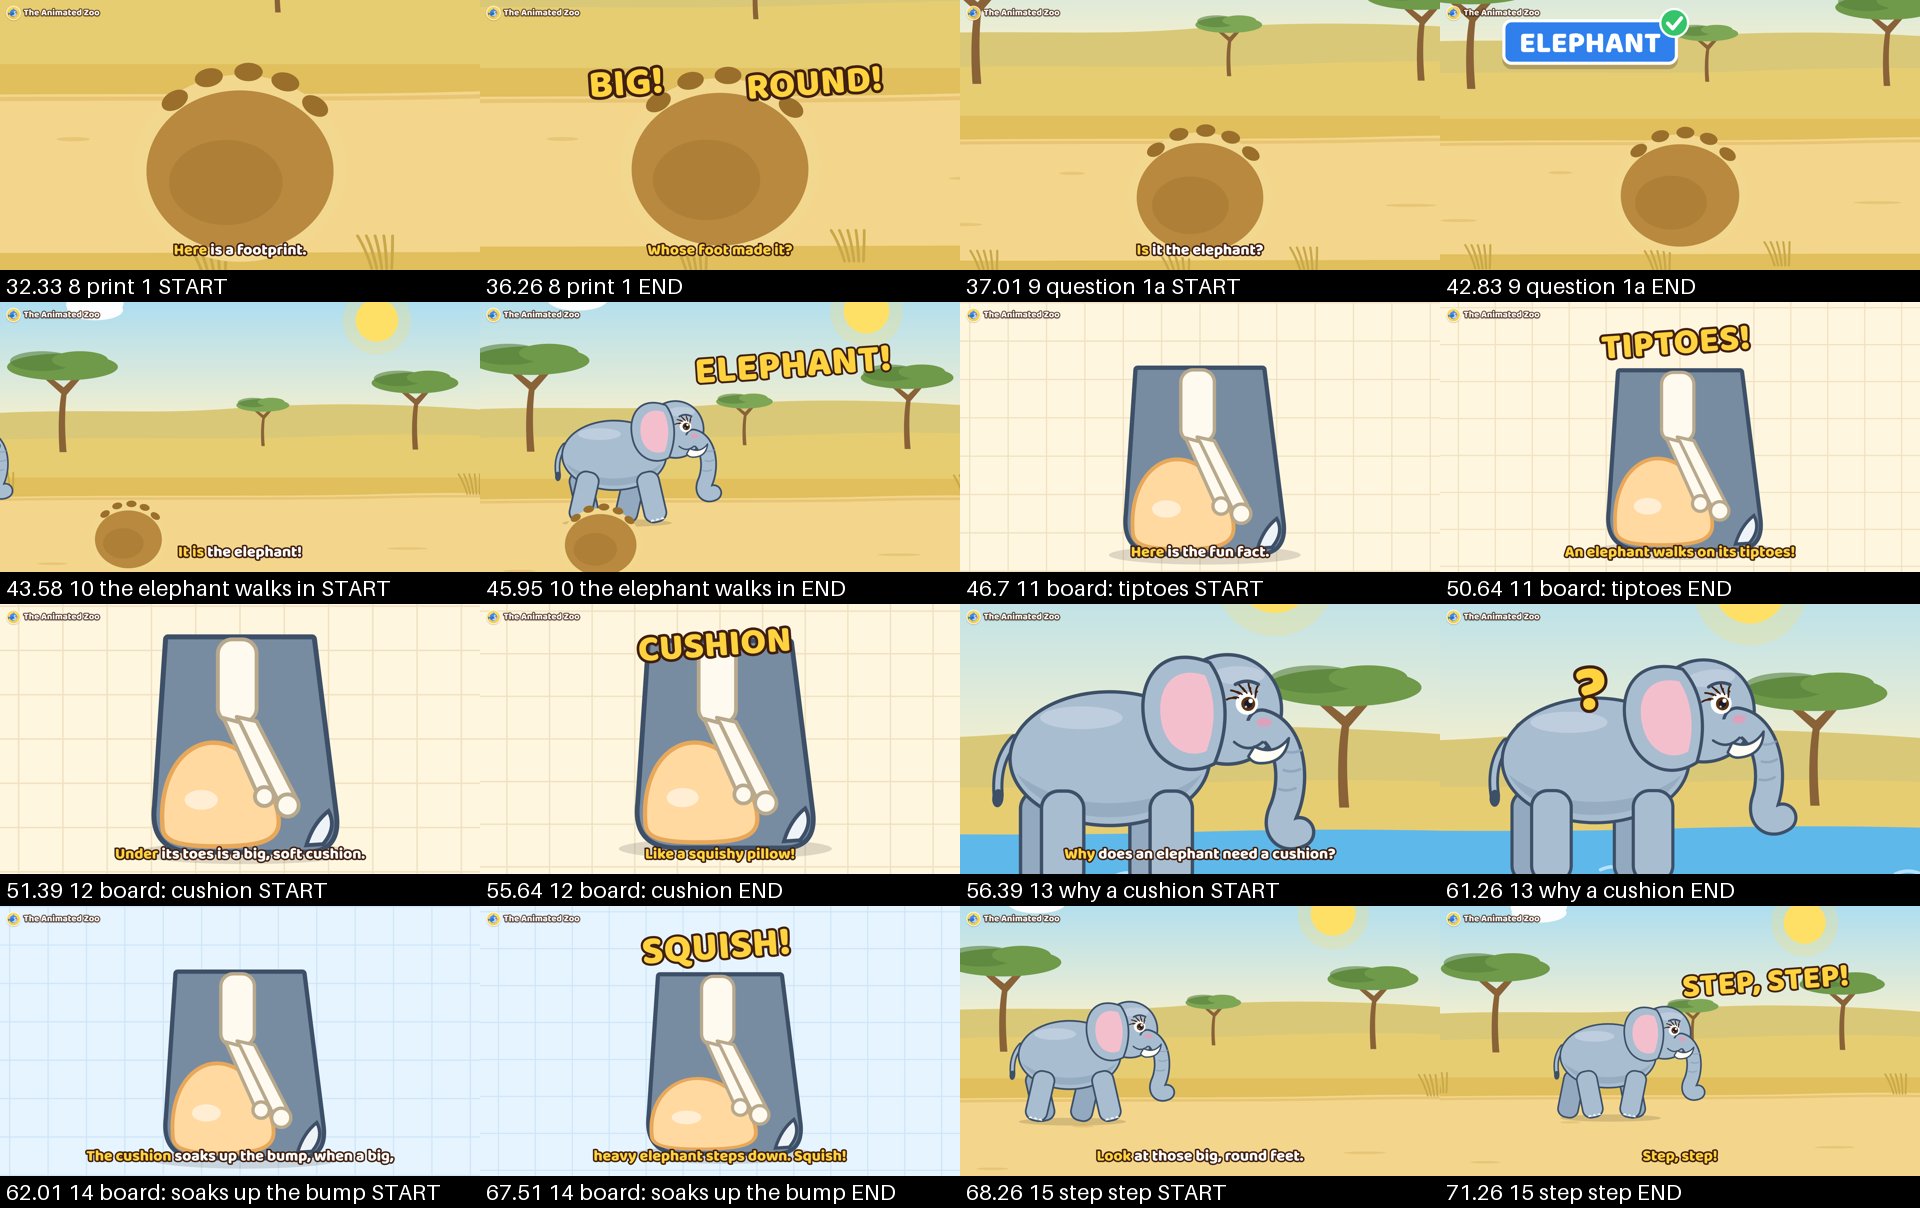 The Animated Zoo
Here is a footprint.
32.33 8 print 1 START
The Animated Zoo
BIG!
ROUND!
Whose foot made it?
36.26 8 print 1 END
The Animated Zoo
Is it the elephant?
37.01 9 question 1a START
The Animated Zoo
ELEPHANT
42.83 9 question 1a END
The Animated Zoo
It is the elephant!
43.58 10 the elephant walks in START
The Animated Zoo
ELEPHANT!
45.95 10 the elephant walks in END
The Animated Zoo
Here is the fun fact.
46.7 11 board: tiptoes START
The Animated Zoo
TIPTOES!
An elephant walks on its tiptoes!
50.64 11 board: tiptoes END
The Animated Zoo
Under its toes is a big, soft cushion.
51.39 12 board: cushion START
The Animated Zoo
CUSHION
Like a squishy pillow!
55.64 12 board: cushion END
The Animated Zoo
Why does an elephant need a cushion?
56.39 13 why a cushion START
The Animated Zoo
?
61.26 13 why a cushion END
The Animated Zoo
The cushion soaks up the bump, when a big,
62.01 14 board: soaks up the bump START
The Animated Zoo
SQUISH!
heavy elephant steps down. Squish!
67.51 14 board: soaks up the bump END
The Animated Zoo
Look at those big, round feet.
68.26 15 step step START
The Animated Zoo
STEP, STEP!
Step, step!
71.26 15 step step END